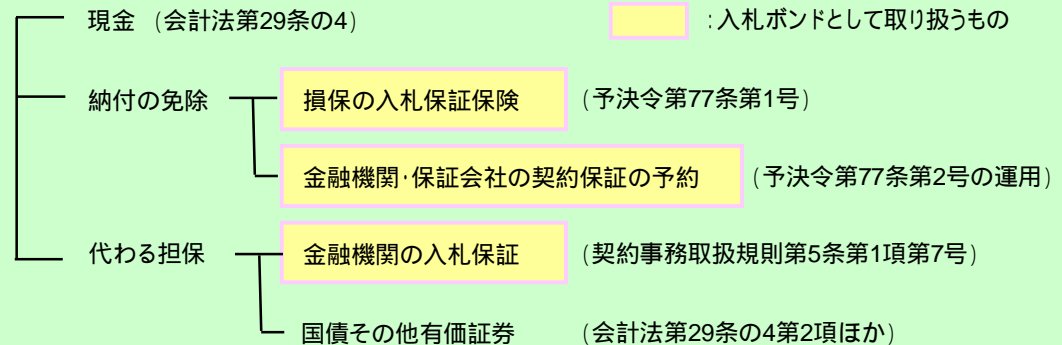 現金 (会計法第29条の4) :入札ボンドとして取り扱うもの
納付の免除 損保の入札保証保険 (予決令第77条第1号)
金融機関・保証会社の契約保証の予約 (予決令第77条第2号の運用)
代わる担保 金融機関の入札保証 (契約事務取扱規則第5条第1項第7号)
国債その他有価証券 (会計法第29条の4第2項ほか)